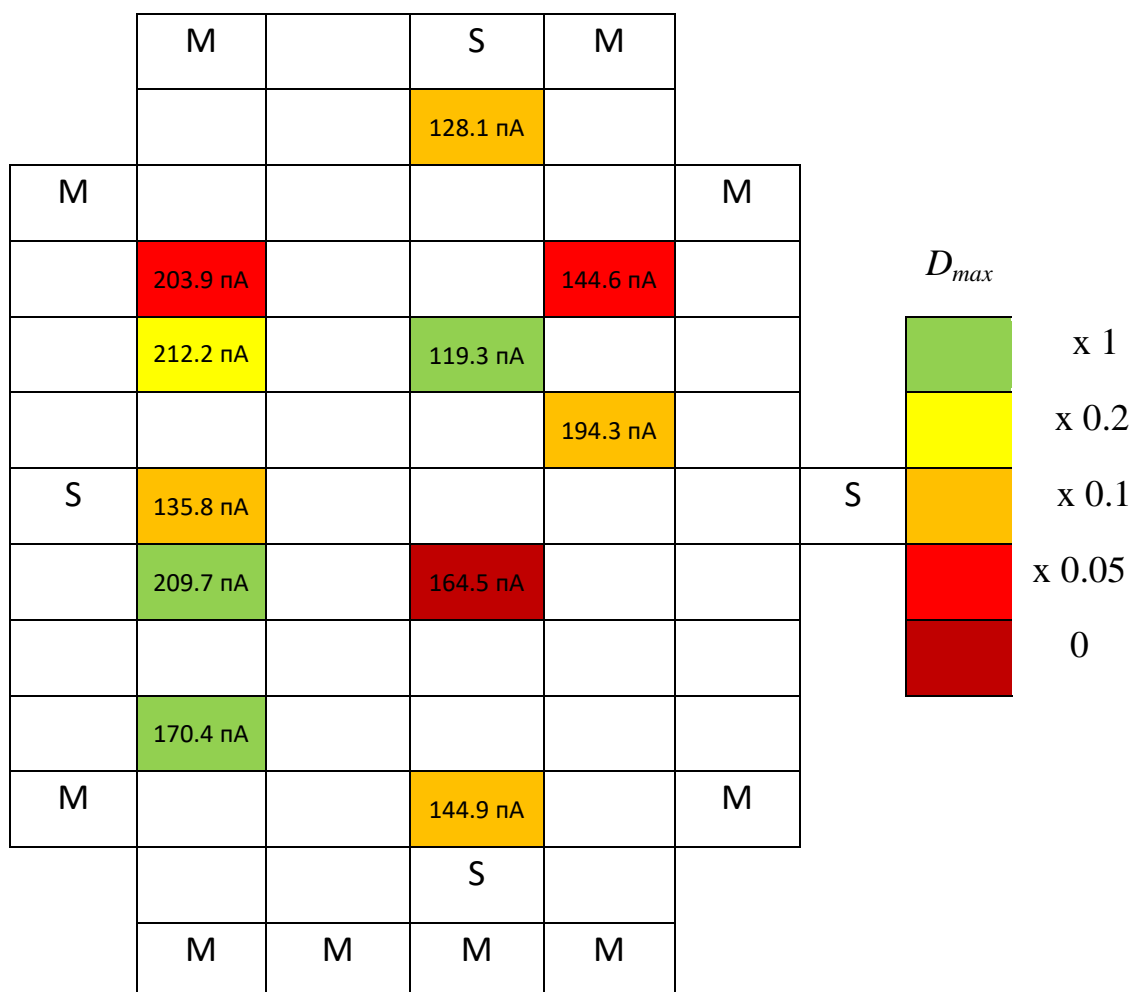 M S M
128.1 пА
M M
203.9 пА 144.6 пА
D_max
212.2 пА 119.3 пА
x 1
194.3 пА
x 0.2
S 135.8 пА S
x 0.1
209.7 пА 164.5 пА
x 0.05
0
170.4 пА
M 144.9 пА M
S
M M M M